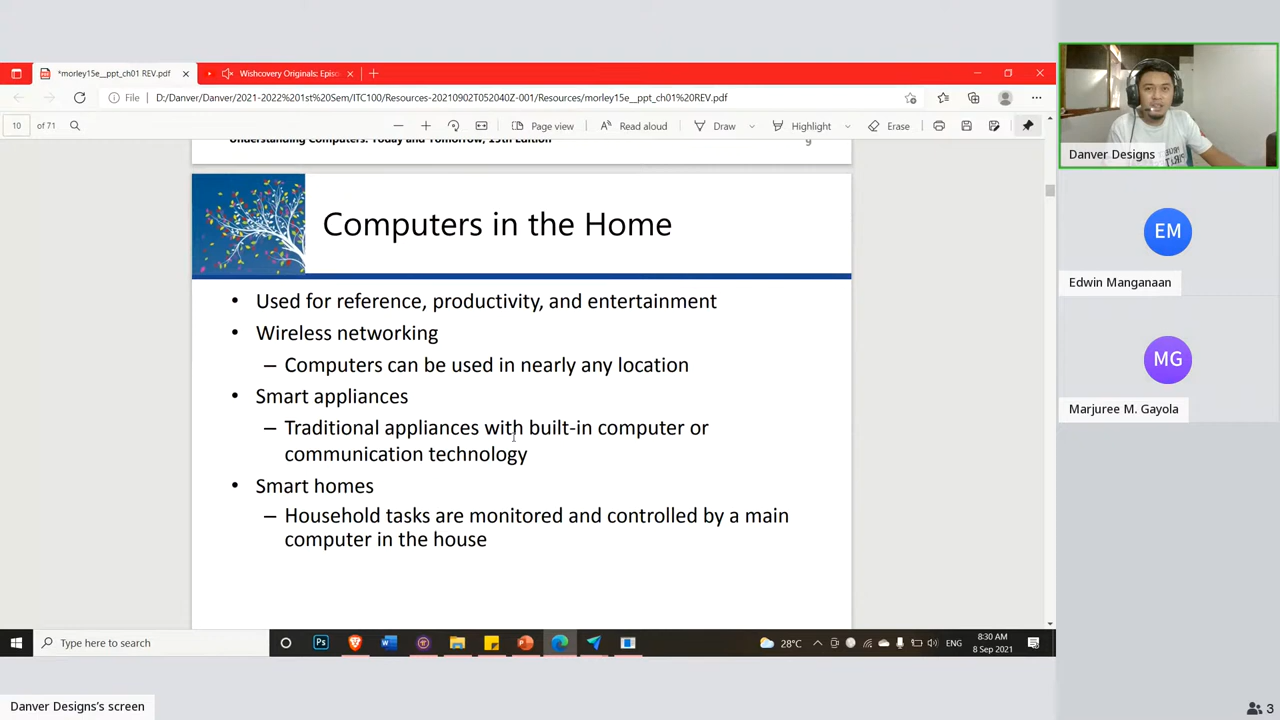 *morley15e__ppt_ch01 REV.pdf
Wishcovery Originals: Episo
File
D:/Danver/Danver/2021-2022%201st%20Sem/ITC100/Resources-20210902T052040Z-001/Resources/morley15e__ppt_ch01%20REV.pdf
10 of 71
Page view
Read aloud
Draw
Highlight
Erase
Understanding Computers: Today and Tomorrow, 15th Edition
9
Computers in the Home
• Used for reference, productivity, and entertainment
• Wireless networking
– Computers can be used in nearly any location
• Smart appliances
– Traditional appliances with built-in computer or
communication technology
• Smart homes
– Household tasks are monitored and controlled by a main
computer in the house
Danver Designs
EM
Edwin Manganaan
MG
Marjuree M. Gayola
Type here to search
Ps
28°C
ENG
8:30 AM
8 Sep 2021
Danver Designs's screen
3